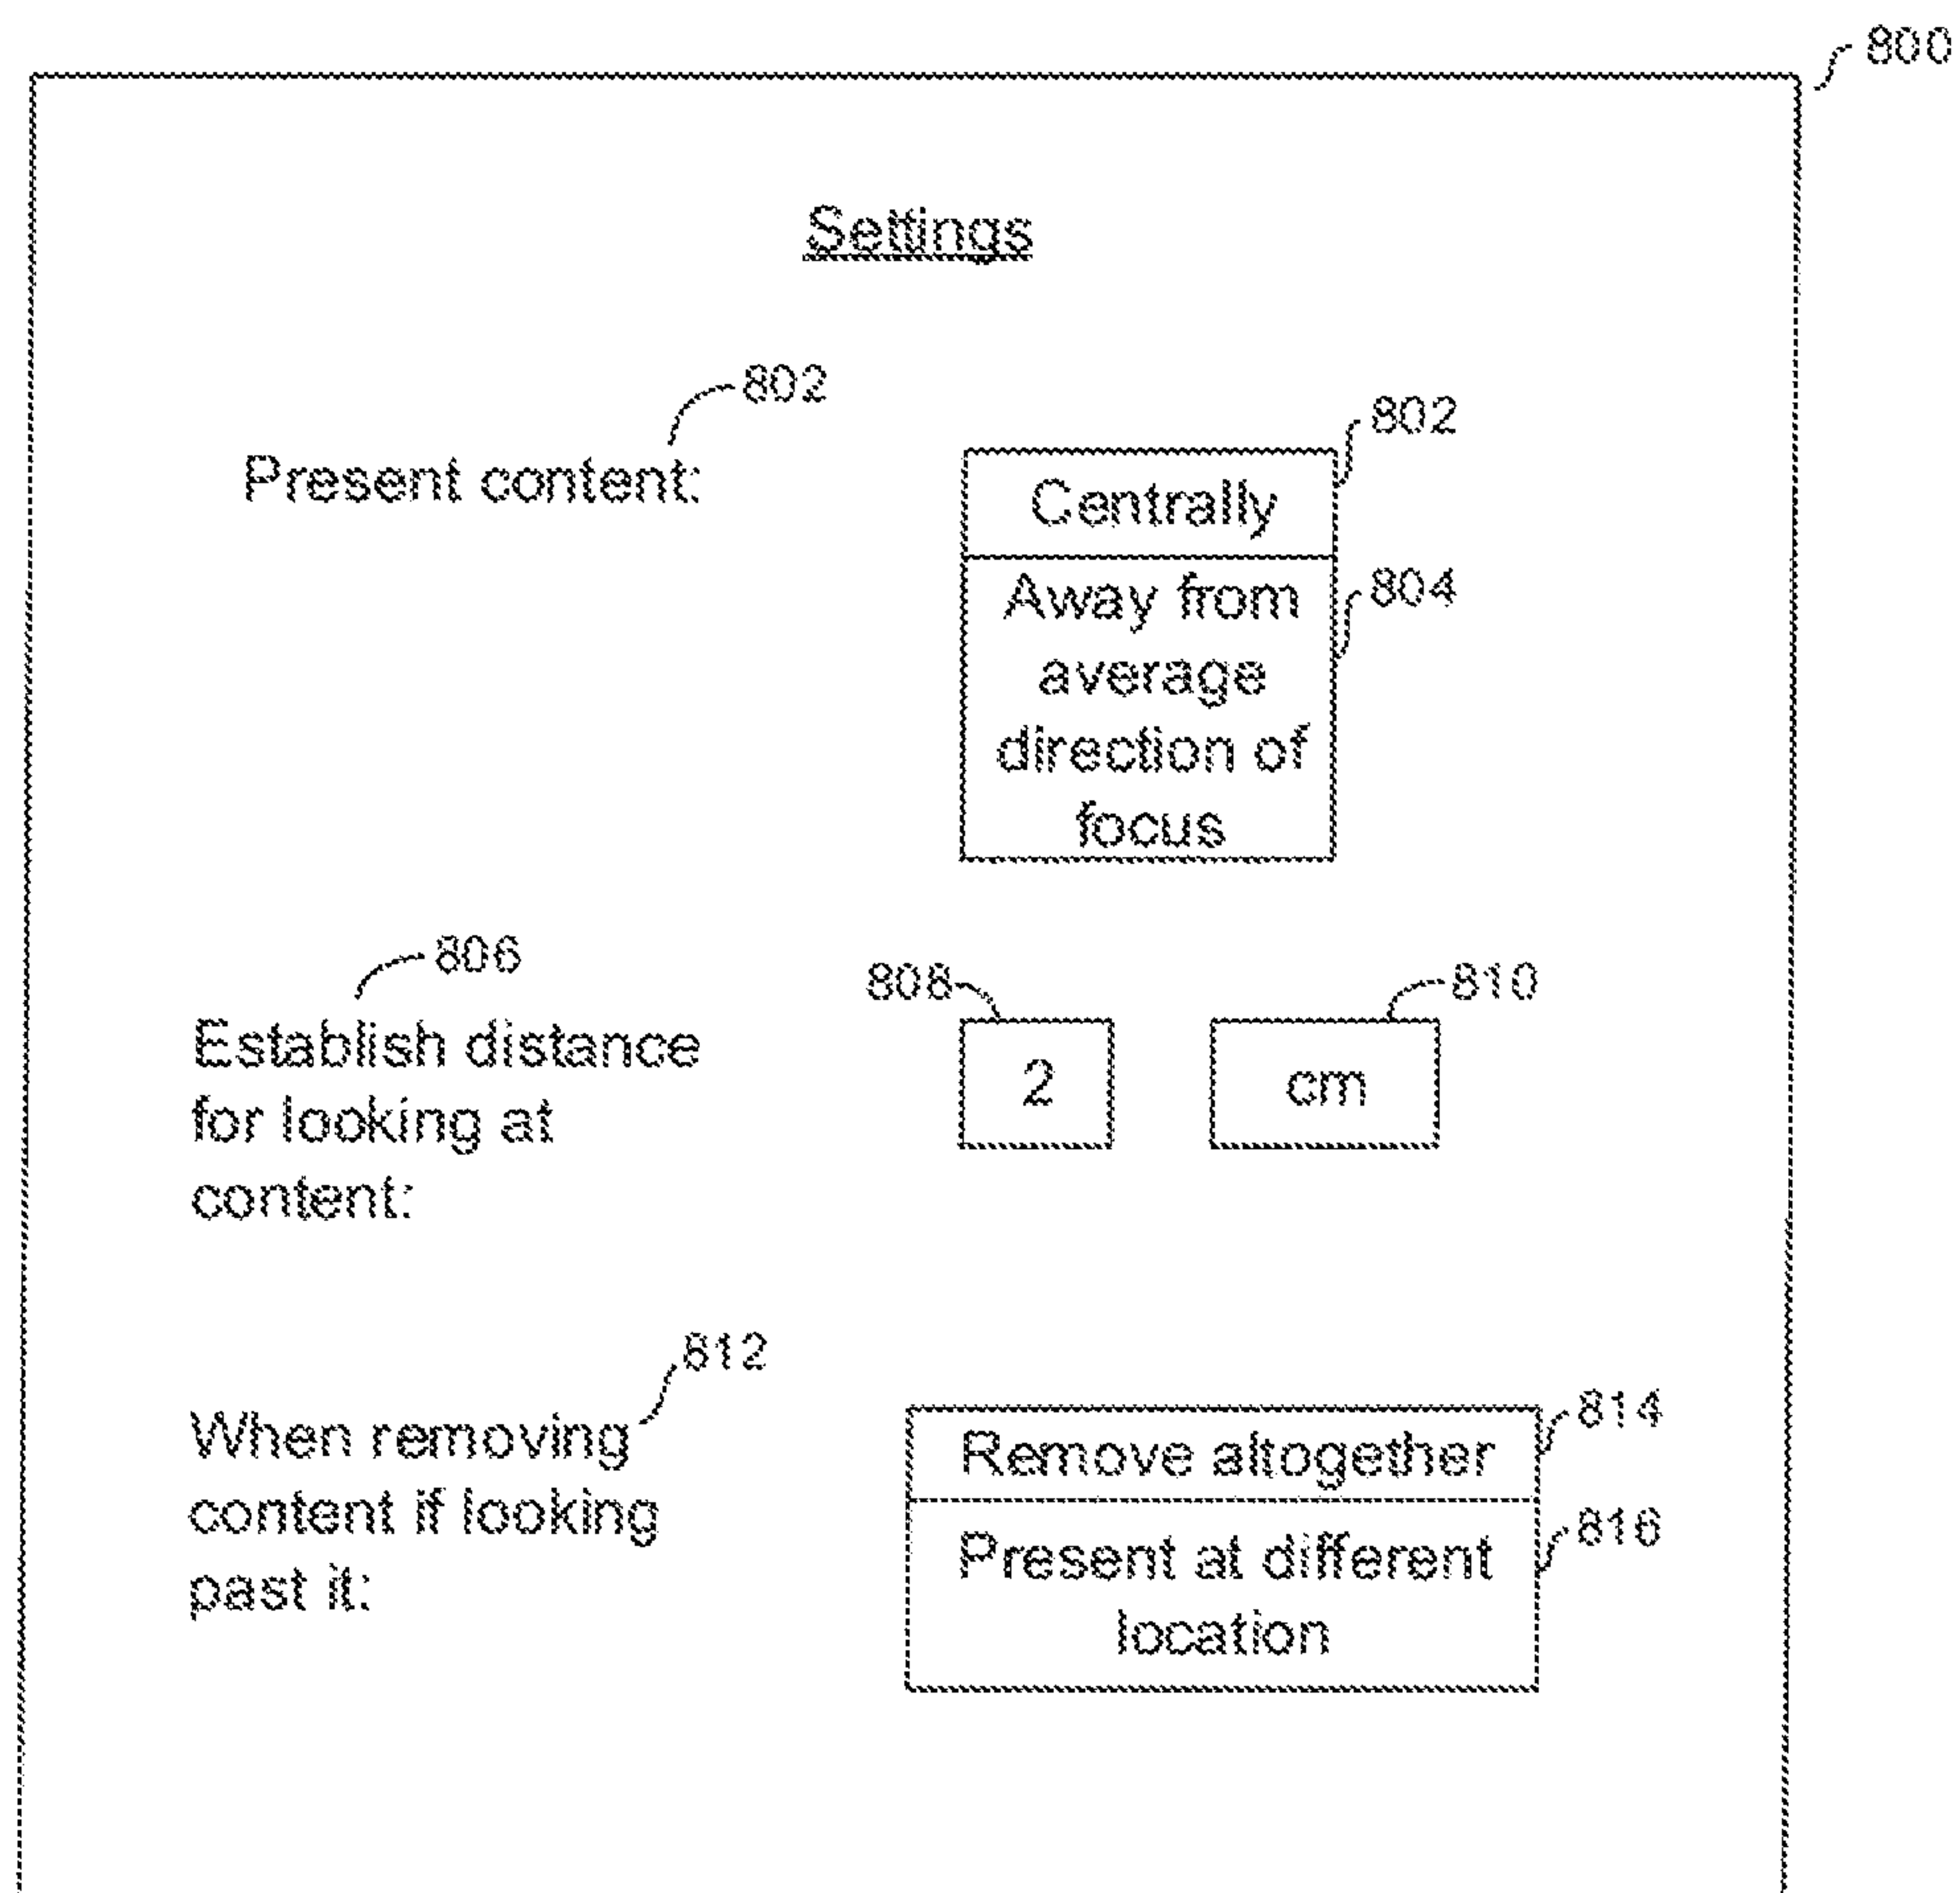 800
Settings
802
Present content:
802
Centrally
804
Away from
average
direction of
focus
806
Establish distance
for looking at
content:
808
2
810
cm
812
When removing
content if looking
past it:
814
Remove altogether
816
Present at different
location